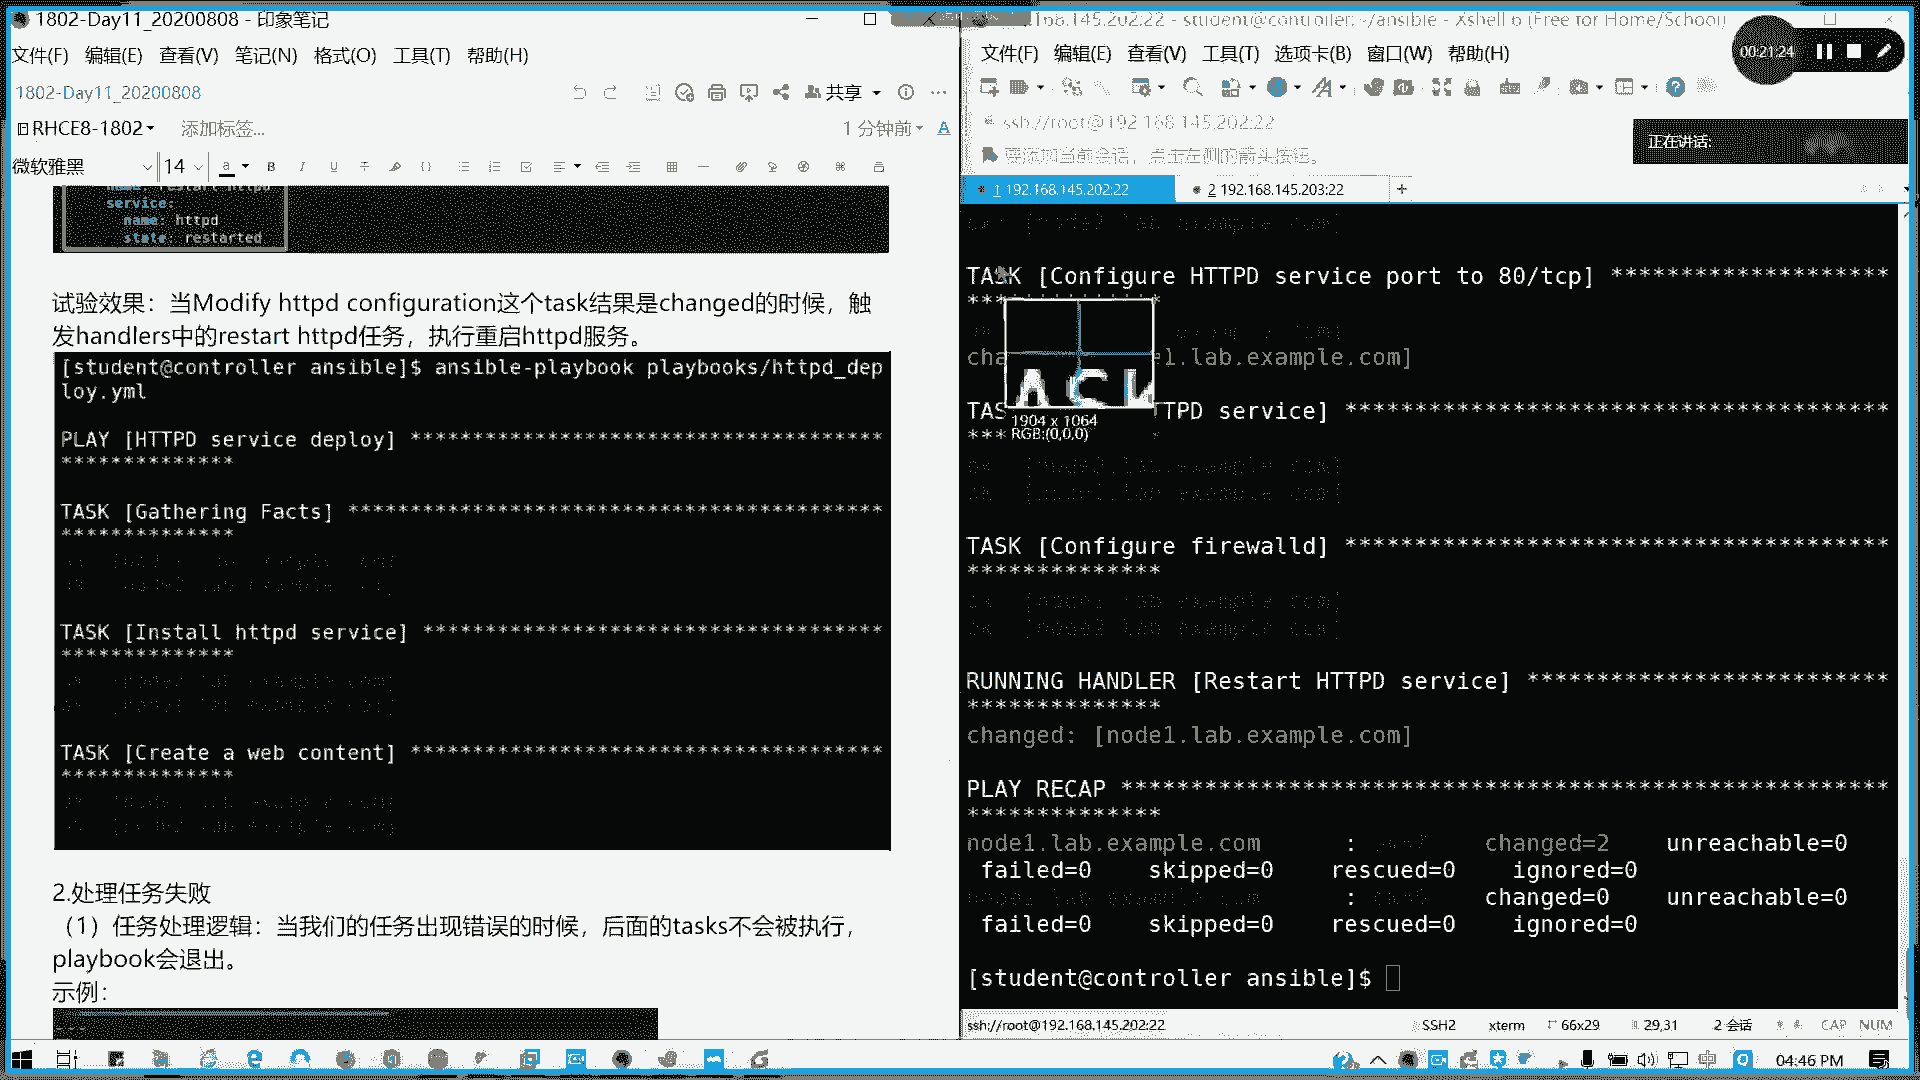 1802-Day11_20200808 - 印象笔记
文件(F) 编辑(E) 查看(V) 笔记(N) 格式(O) 工具(T) 帮助(H)
1802-Day11_20200808
共享
RHCE8-1802
添加标签...
1 分钟前
微软雅黑 14
name: restart httpd
service:
name: httpd
state: restarted
试验效果：当Modify httpd configuration这个task结果是changed的时候，触
发handlers中的restart httpd任务，执行重启httpd服务。
[student@controller ansible]$ ansible-playbook playbooks/httpd_dep
loy.yml
PLAY [HTTPD service deploy] **************************************
**************
TASK [Gathering Facts] *******************************************
**************
TASK [Install httpd service] *************************************
**************
TASK [Create a web content] **************************************
**************
2.处理任务失败
（1）任务处理逻辑：当我们的任务出现错误的时候，后面的tasks不会被执行，
playbook会退出。
示例：
192.168.145.202:22 - student@controller:~/ansible - Xshell 6 (Free for Home/School)
文件(F) 编辑(E) 查看(V) 工具(T) 选项卡(B) 窗口(W) 帮助(H)
00:21:24
ssh://root@192.168.145.202:22
要添加当前会话，点击左侧的箭头按钮。
正在讲话:
1 192.168.145.202:22
2 192.168.145.203:22
TASK [Configure HTTPD service port to 80/tcp] ********************
1904 x 1064
RGB:(0,0,0)
TASK [Configure firewalld] ***************************************
**************
RUNNING HANDLER [Restart HTTPD service] **************************
**************
changed: [node1.lab.example.com]
PLAY RECAP *******************************************************
**************
node1.lab.example.com : changed=2 unreachable=0
failed=0 skipped=0 rescued=0 ignored=0
: changed=0 unreachable=0
failed=0 skipped=0 rescued=0 ignored=0
[student@controller ansible]$
ssh://root@192.168.145.202:22 SSH2 xterm 66x29 29,31 2 会话 CAP NUM
中
04:46 PM